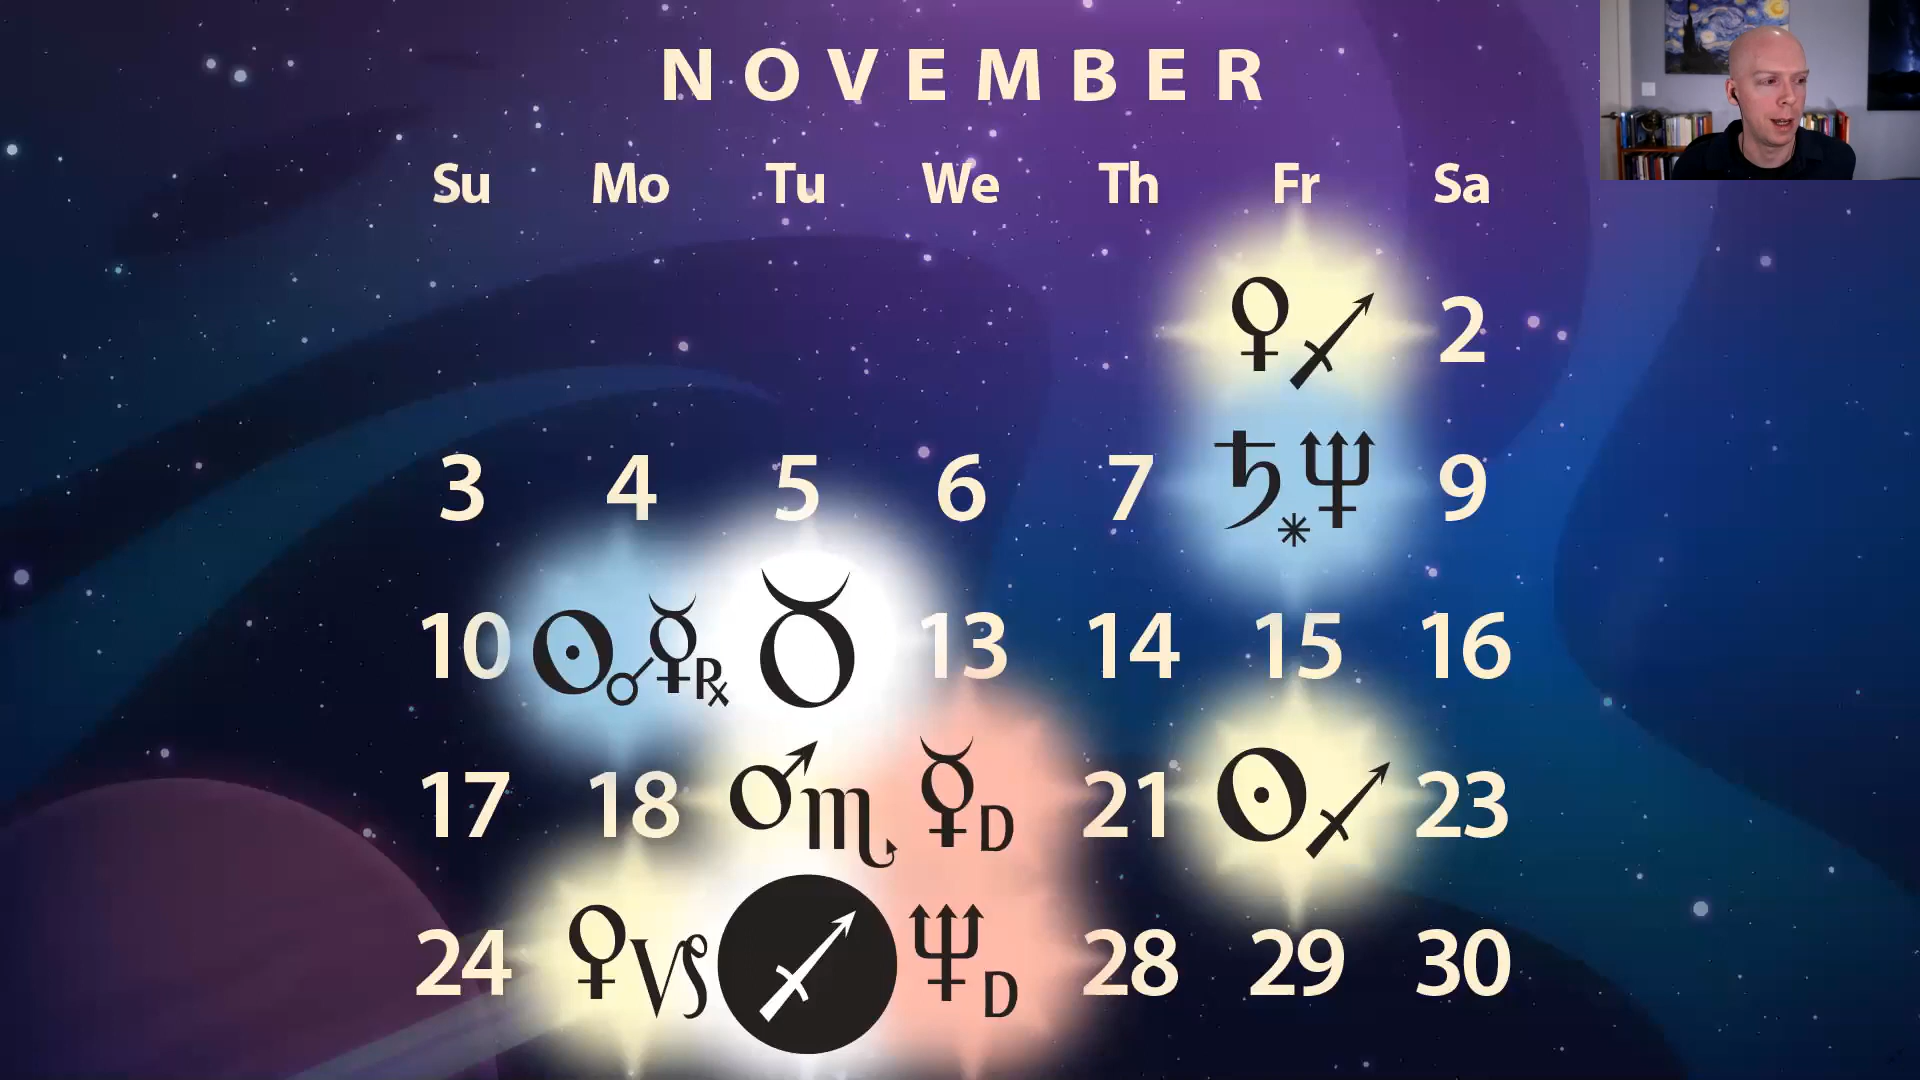 NOVEMBER
Su Mo Tu We Th Fr Sa
♀♐ 2
3 4 5 6 7 ♄⚹♆ 9
10 ☉☌☿℞ ♉ 13 14 15 16
17 18 ♂♏ ☿D 21 ☉♐ 23
24 ♀♑ ♐ ♆D 28 29 30